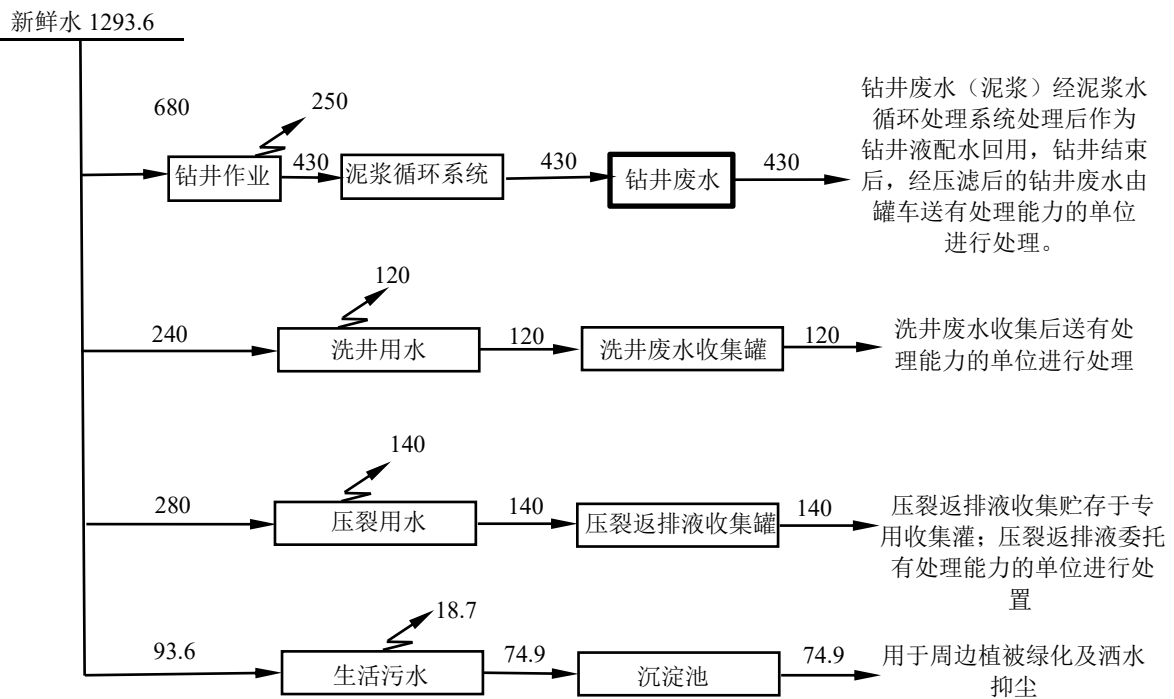 新鲜水 1293.6
680
250
钻井作业
430
泥浆循环系统
430
钻井废水
430
钻井废水（泥浆）经泥浆水
循环处理系统处理后作为
钻井液配水回用，钻井结束
后，经压滤后的钻井废水由
罐车送有处理能力的单位
进行处理。
240
120
洗井用水
120
洗井废水收集罐
120
洗井废水收集后送有处
理能力的单位进行处理
280
140
压裂用水
140
压裂返排液收集罐
140
压裂返排液收集贮存于专
用收集灌；压裂返排液委托
有处理能力的单位进行处
置
93.6
18.7
生活污水
74.9
沉淀池
74.9
用于周边植被绿化及洒水
抑尘